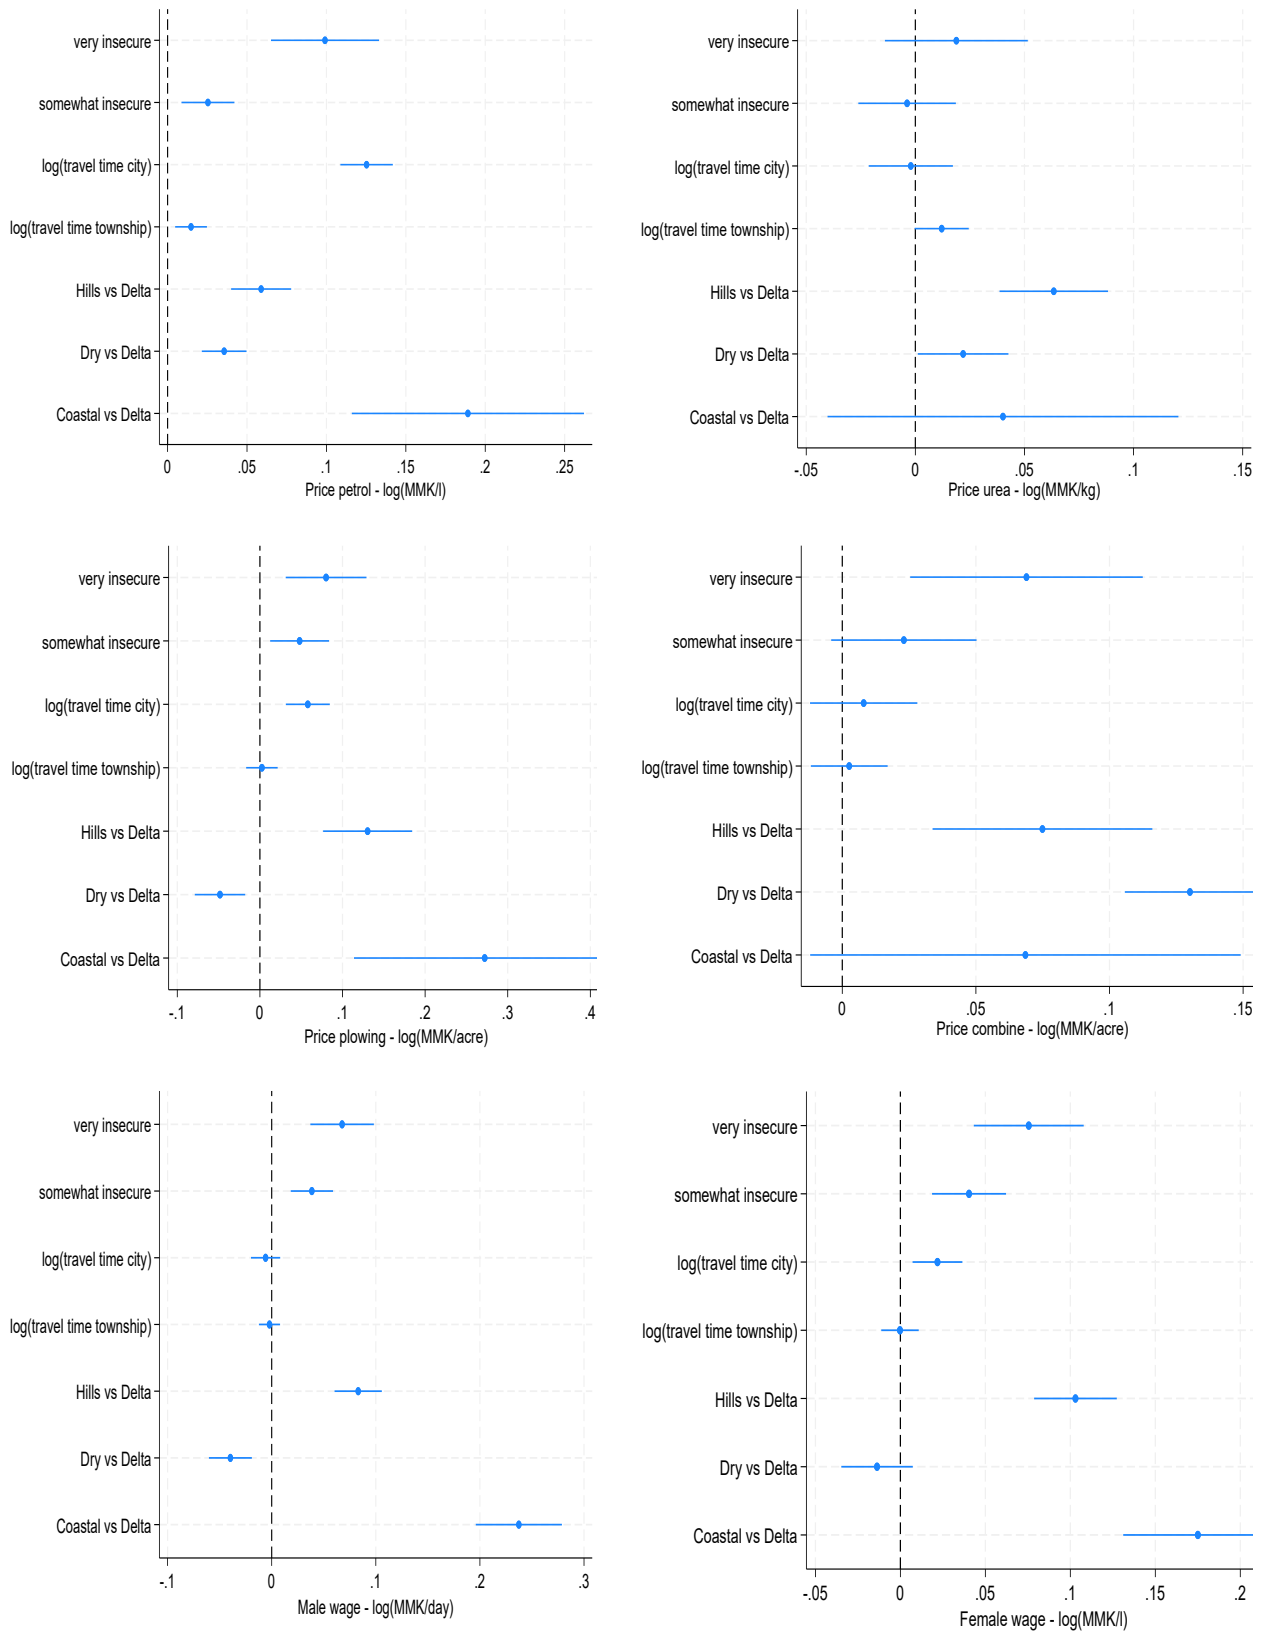 very insecure
somewhat insecure
log(travel time city)
log(travel time township)
Hills vs Delta
Dry vs Delta
Coastal vs Delta
0 .05 .1 .15 .2 .25
Price petrol - log(MMK/l)
very insecure
somewhat insecure
log(travel time city)
log(travel time township)
Hills vs Delta
Dry vs Delta
Coastal vs Delta
-.05 0 .05 .1 .15
Price urea - log(MMK/kg)
very insecure
somewhat insecure
log(travel time city)
log(travel time township)
Hills vs Delta
Dry vs Delta
Coastal vs Delta
-.1 0 .1 .2 .3 .4
Price plowing - log(MMK/acre)
very insecure
somewhat insecure
log(travel time city)
log(travel time township)
Hills vs Delta
Dry vs Delta
Coastal vs Delta
0 .05 .1 .15
Price combine - log(MMK/acre)
very insecure
somewhat insecure
log(travel time city)
log(travel time township)
Hills vs Delta
Dry vs Delta
Coastal vs Delta
-.1 0 .1 .2 .3
Male wage - log(MMK/day)
very insecure
somewhat insecure
log(travel time city)
log(travel time township)
Hills vs Delta
Dry vs Delta
Coastal vs Delta
-.05 0 .05 .1 .15 .2
Female wage - log(MMK/l)